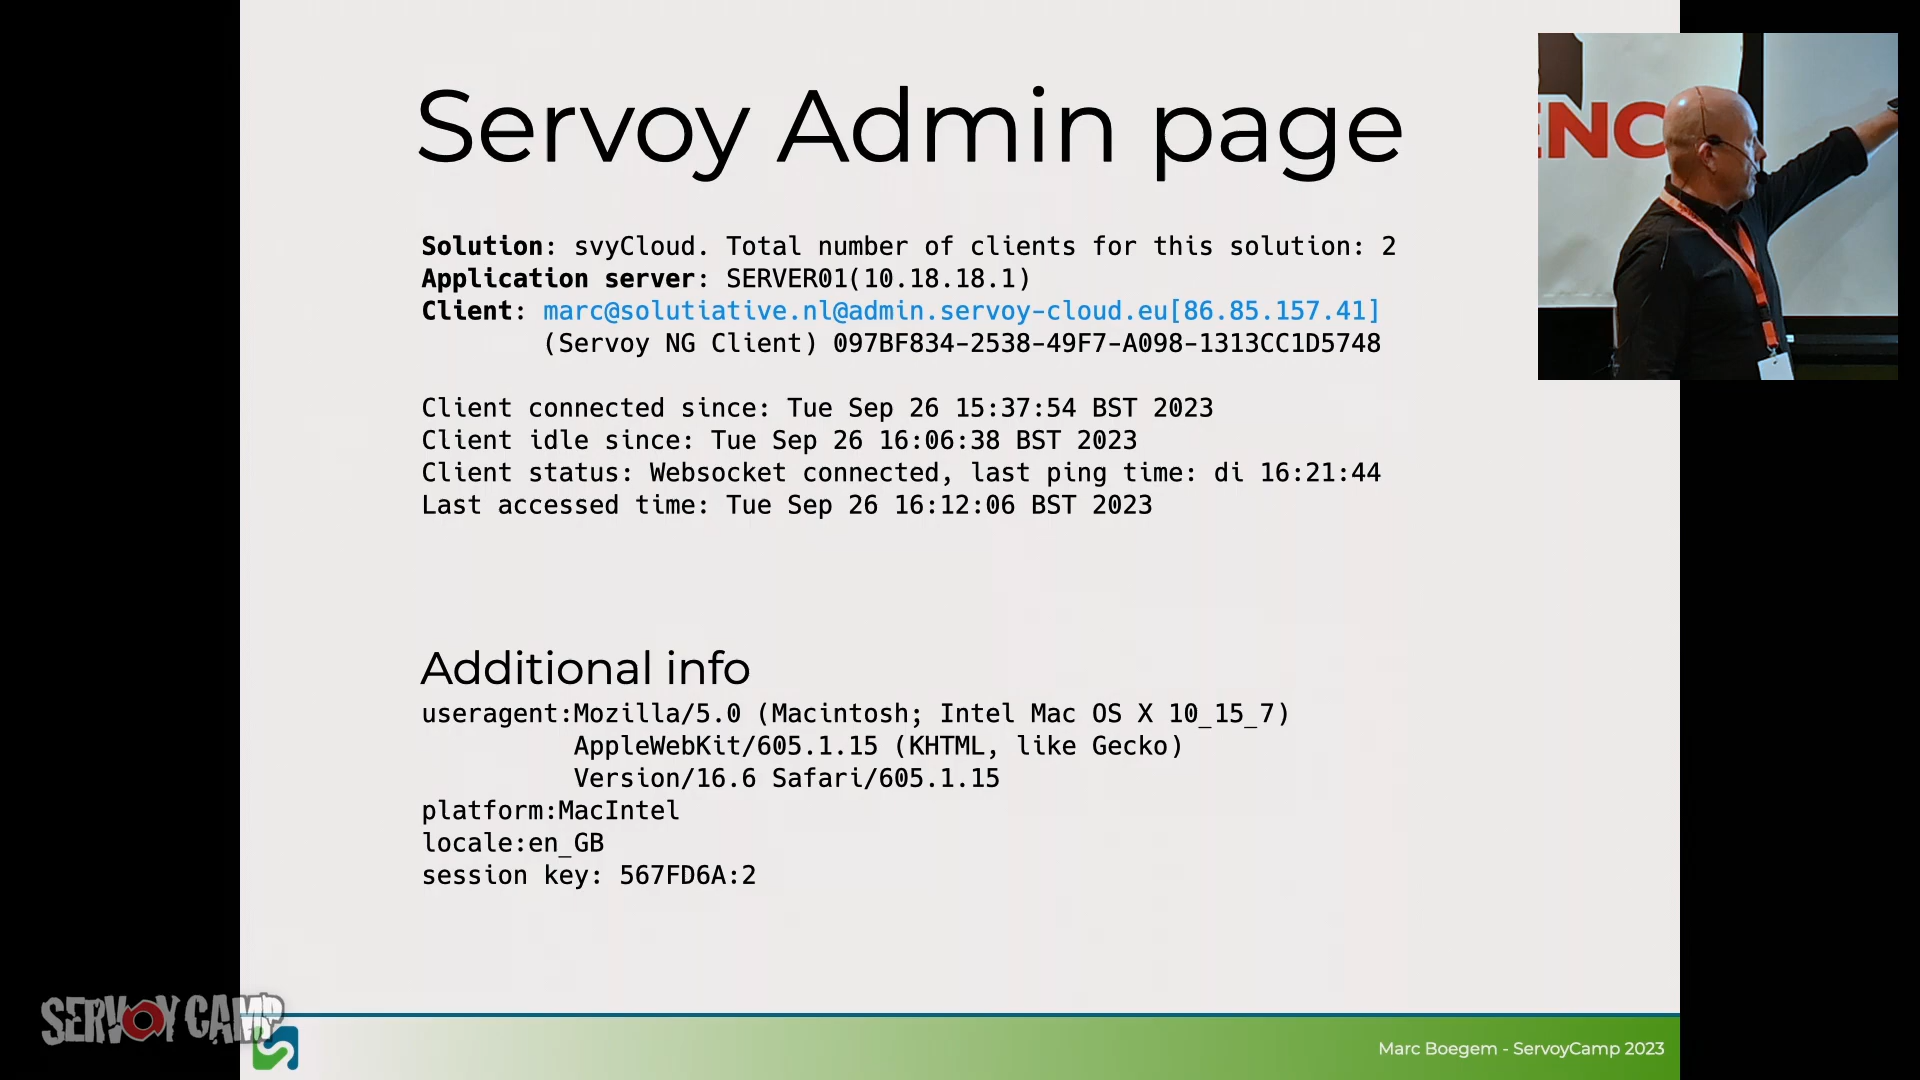 Servoy Admin page
ENC
Solution: svyCloud. Total number of clients for this solution: 2
Application server: SERVER01(10.18.18.1)
Client: marc@solutiative.nl@admin.servoy-cloud.eu[86.85.157.41]
(Servoy NG Client) 097BF834-2538-49F7-A098-1313CC1D5748
Client connected since: Tue Sep 26 15:37:54 BST 2023
Client idle since: Tue Sep 26 16:06:38 BST 2023
Client status: Websocket connected, last ping time: di 16:21:44
Last accessed time: Tue Sep 26 16:12:06 BST 2023
Additional info
useragent:Mozilla/5.0 (Macintosh; Intel Mac OS X 10_15_7)
AppleWebKit/605.1.15 (KHTML, like Gecko)
Version/16.6 Safari/605.1.15
platform:MacIntel
locale:en_GB
session key: 567FD6A:2
SERVOY CAMP
Marc Boegem - ServoyCamp 2023